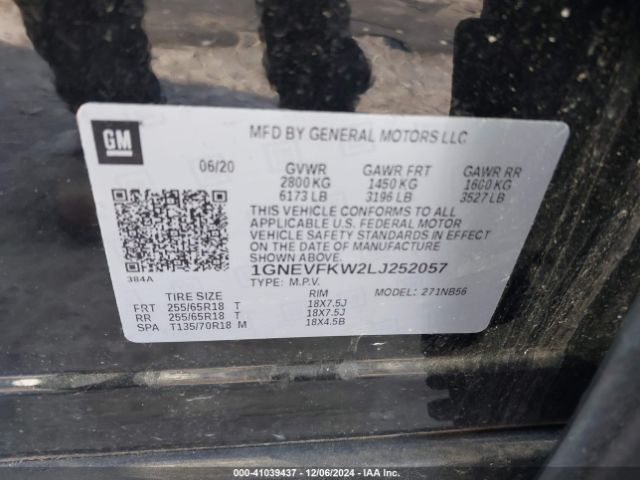 GM
MFD BY GENERAL MOTORS LLC
06/20 GVWR GAWR FRT GAWR RR
2800 KG 1450 KG 1600 KG
6173 LB 3196 LB 3527 LB
THIS VEHICLE CONFORMS TO ALL
APPLICABLE U.S. FEDERAL MOTOR
VEHICLE SAFETY STANDARDS IN EFFECT
ON THE DATE OF MANUFACTURE
SHOWN ABOVE.
384A
1GNEVFKW2LJ252057
TYPE: M.P.V. MODEL: 271NB56
TIRE SIZE RIM
FRT 255/65R18 T 18X7.5J
RR 255/65R18 T 18X7.5J
SPA T135/70R18 M 18X4.5B
000-41039437 - 12/06/2024 - IAA, LLC.